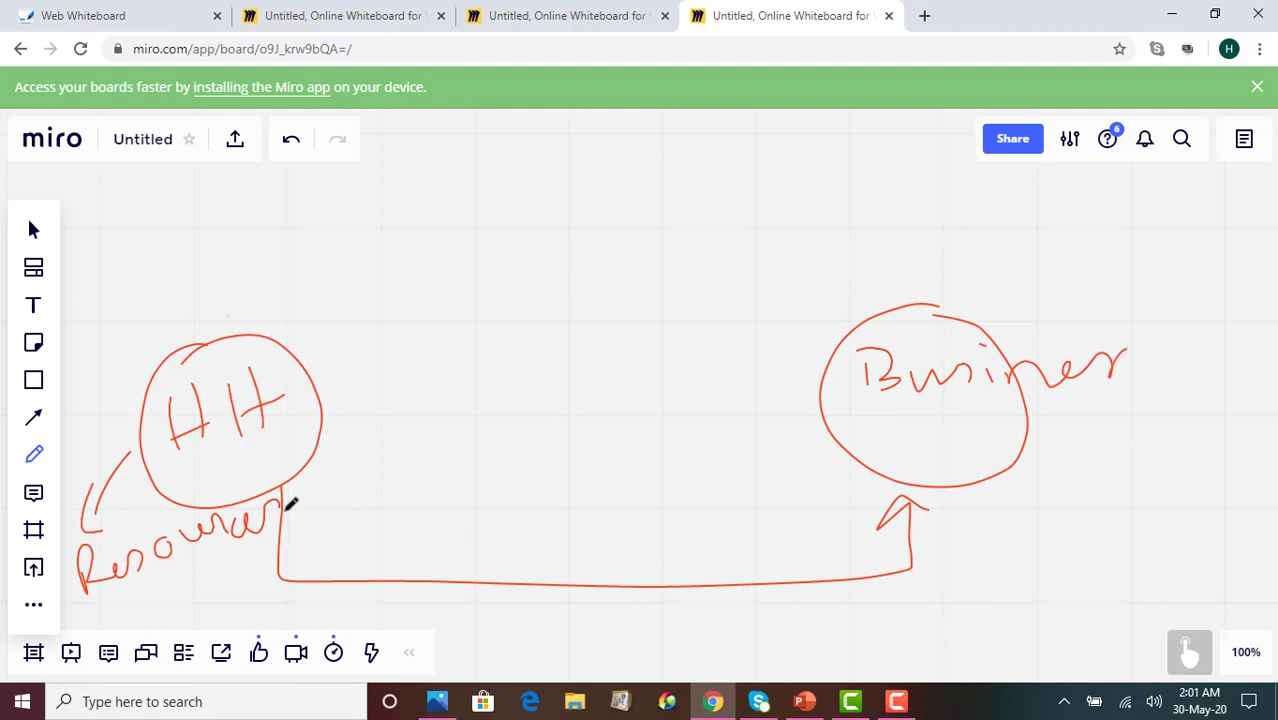 Web Whiteboard
Untitled, Online Whiteboard for
Untitled, Online Whiteboard for
Untitled, Online Whiteboard for
miro.com/app/board/o9J_krw9bQA=/
H
Access your boards faster by installing the Miro app on your device.
miro
Untitled
Share
6
T
HH
Businer
Resources
100%
Type here to search
2:01 AM
30-May-20